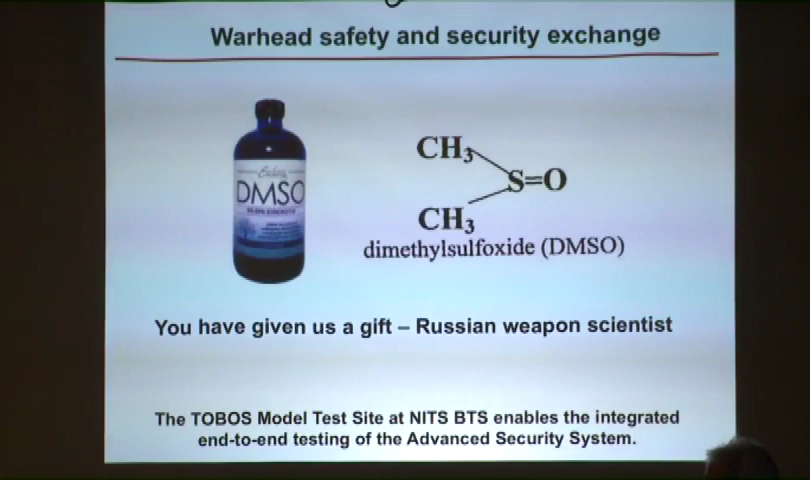 Warhead safety and security exchange
DMSO
CH3
S=O
CH3
dimethylsulfoxide (DMSO)
You have given us a gift – Russian weapon scientist
The TOBOS Model Test Site at NITS BTS enables the integrated
end-to-end testing of the Advanced Security System.